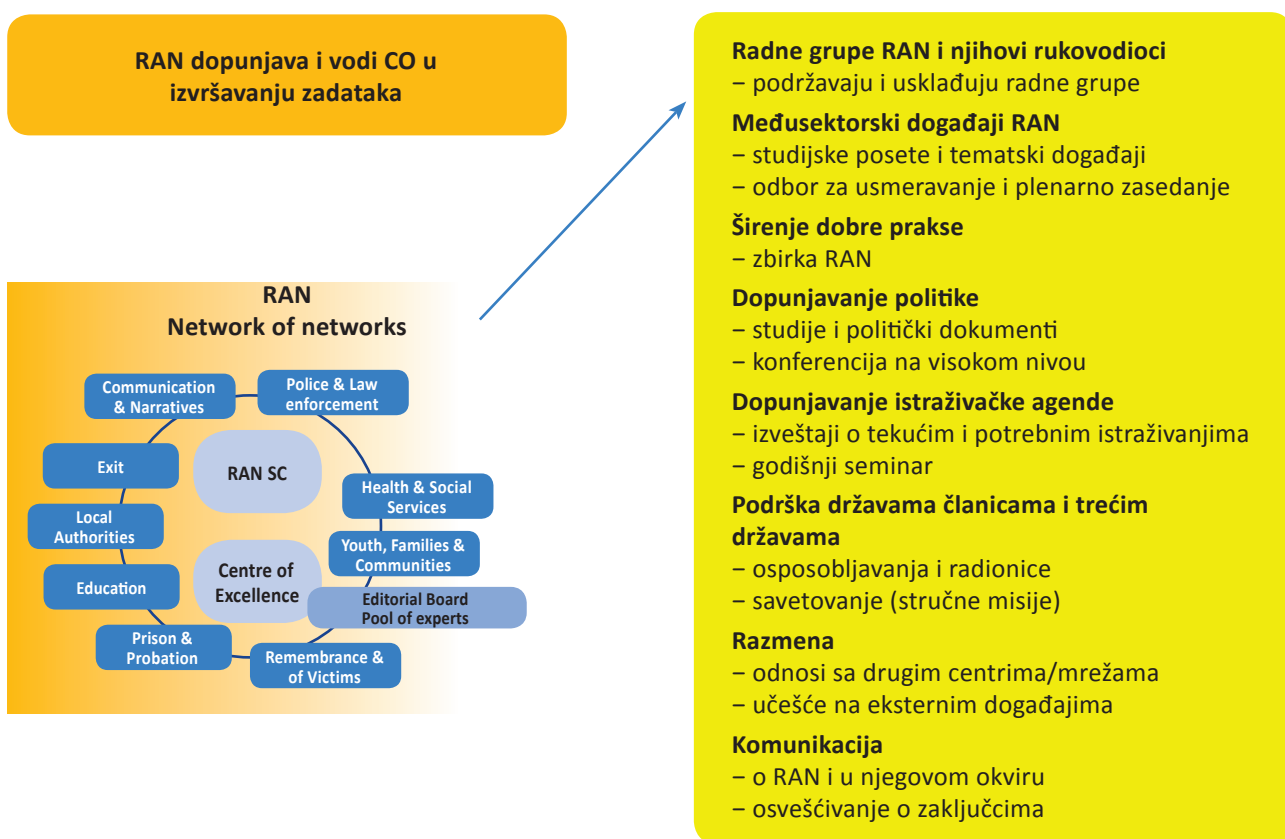 RAN dopunjava i vodi CO u
izvršavanju zadataka
RAN
Network of networks
Communication
& Narratives
Police & Law
enforcement
Exit
RAN SC
Health & Social
Services
Local
Authorities
Youth, Families &
Communities
Education
Centre of
Excellence
Editorial Board
Pool of experts
Prison &
Probation
Remembrance &
of Victims
Radne grupe RAN i njihovi rukovodioci
– podržavaju i usklađuju radne grupe
Međusektorski događaji RAN
– studijske posete i tematski događaji
– odbor za usmeravanje i plenarno zasedanje
Širenje dobre prakse
– zbirka RAN
Dopunjavanje politike
– studije i politički dokumenti
– konferencija na visokom nivou
Dopunjavanje istraživačke agende
– izveštaji o tekućim i potrebnim istraživanjima
– godišnji seminar
Podrška državama članicama i trećim
državama
– osposobljavanja i radionice
– savetovanje (stručne misije)
Razmena
– odnosi sa drugim centrima/mrežama
– učešće na eksternim događajima
Komunikacija
– o RAN i u njegovom okviru
– osvešćivanje o zaključcima